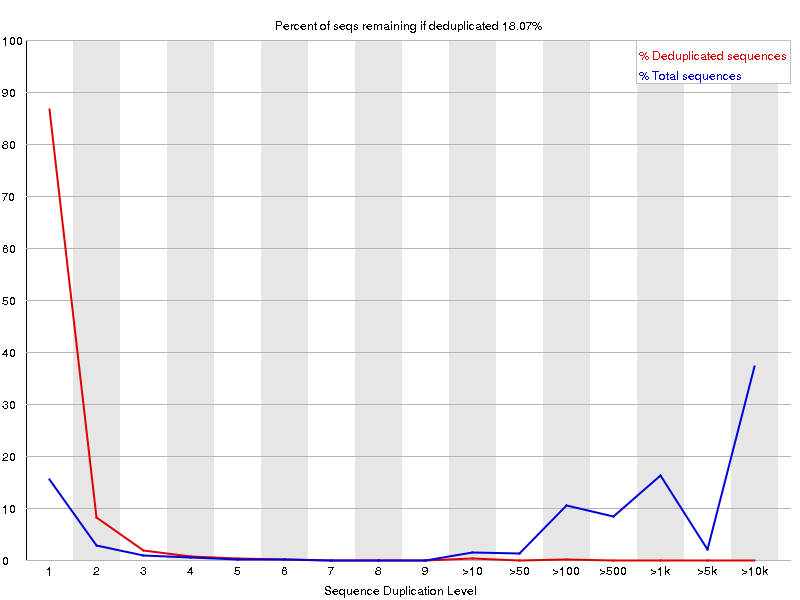 Percent of seqs remaining if deduplicated 18.07%
% Deduplicated sequences
% Total sequences
100
90
80
70
60
50
40
30
20
10
0
1 2 3 4 5 6 7 8 9 >10 >50 >100 >500 >1k >5k >10k
Sequence Duplication Level